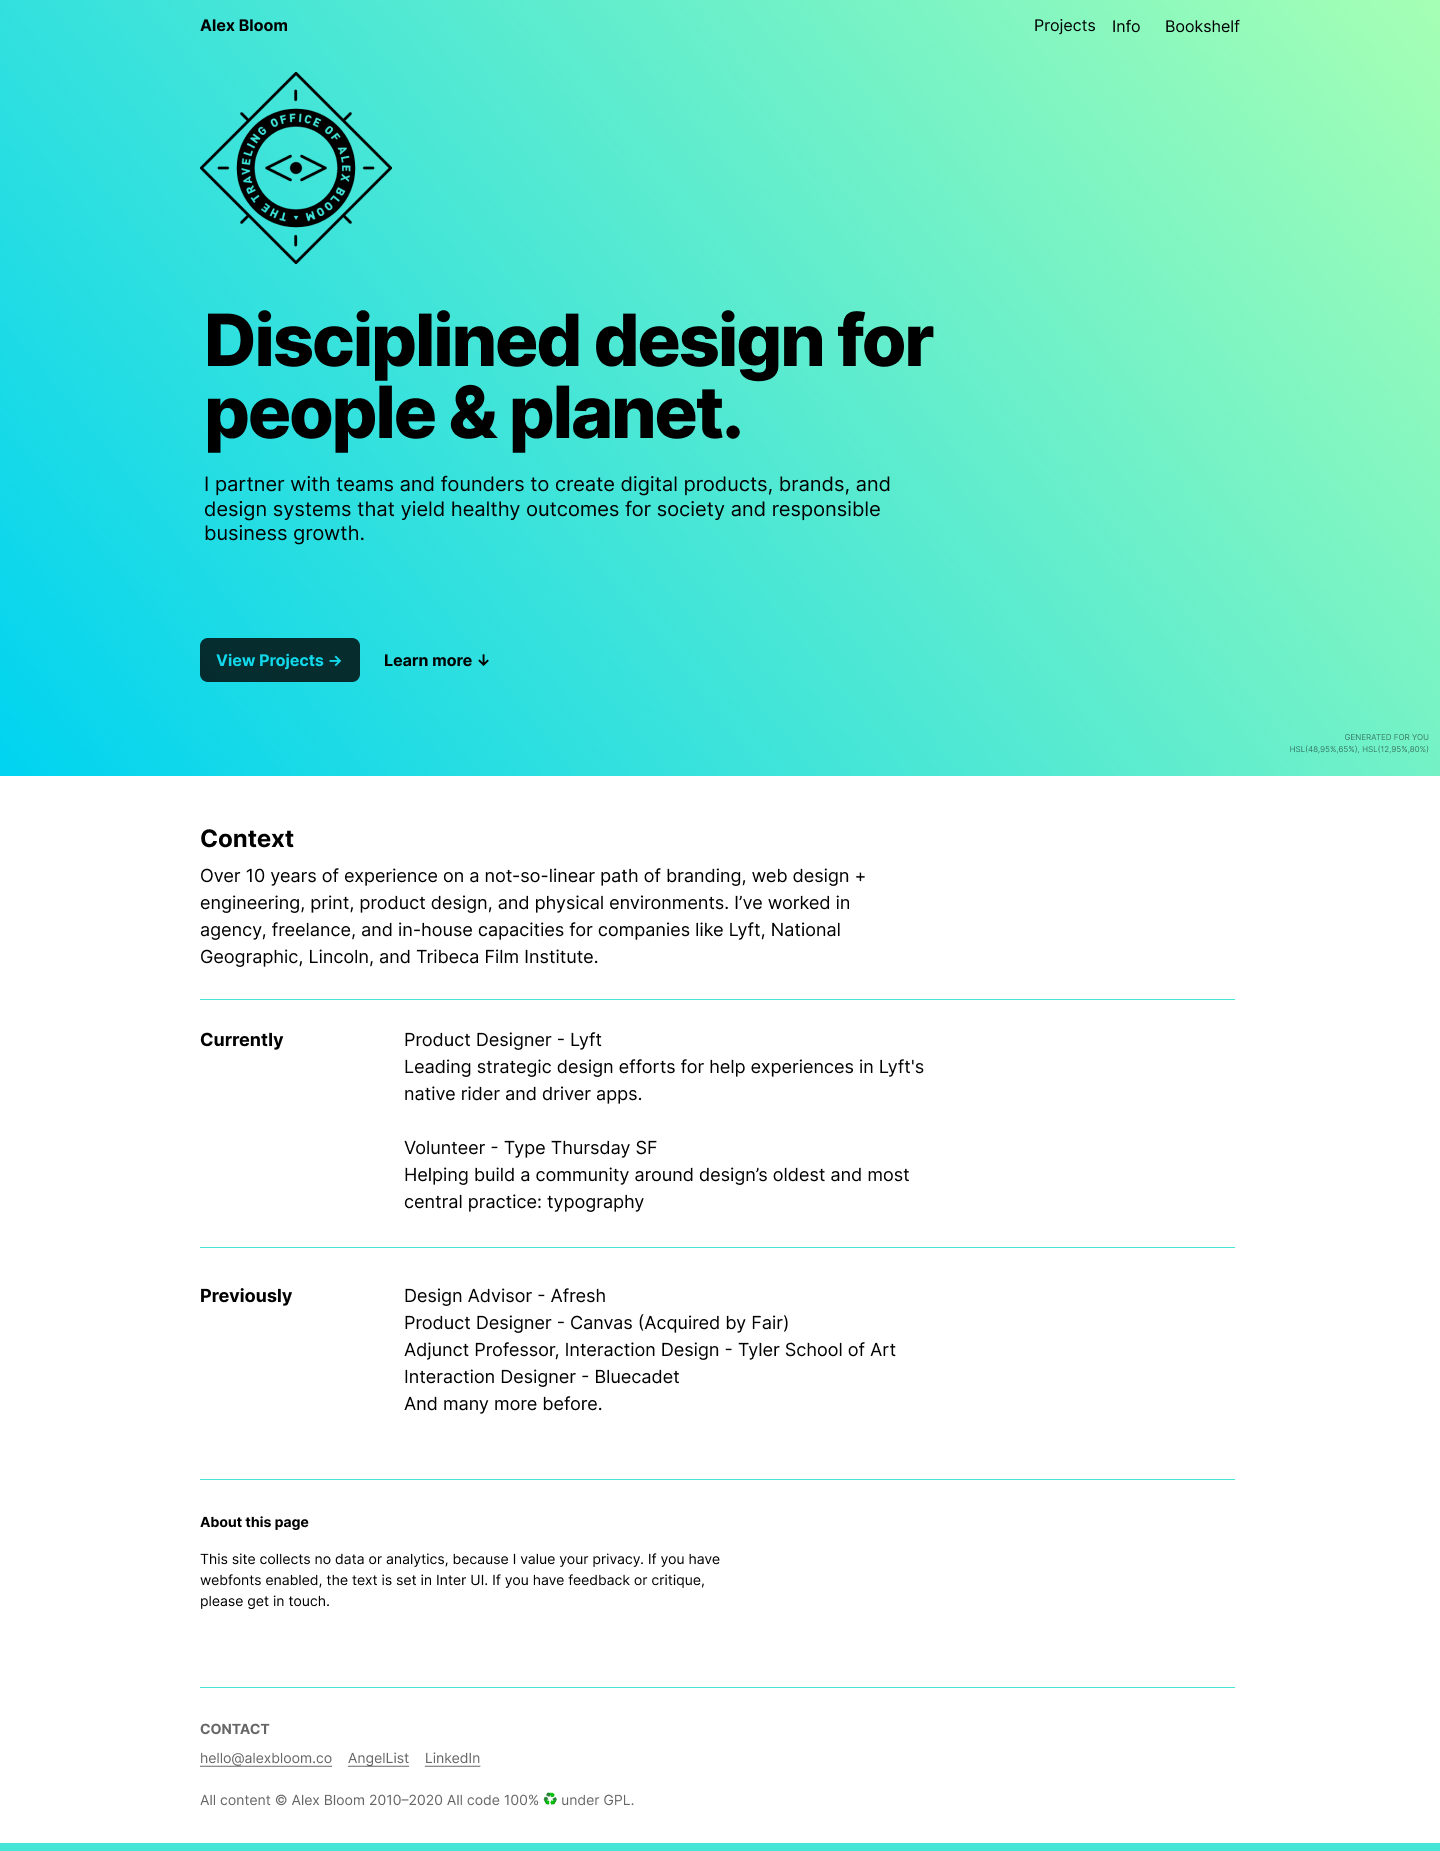 Alex Bloom
Projects Info Bookshelf
THE TRAVELING OFFICE OF ALEX BLOOM
Disciplined design for
people & planet.
I partner with teams and founders to create digital products, brands, and
design systems that yield healthy outcomes for society and responsible
business growth.
View Projects → Learn more ↓
GENERATED FOR YOU
HSL(48,95%,65%), HSL(12,95%,80%)
Context
Over 10 years of experience on a not-so-linear path of branding, web design +
engineering, print, product design, and physical environments. I’ve worked in
agency, freelance, and in-house capacities for companies like Lyft, National
Geographic, Lincoln, and Tribeca Film Institute.
Currently
Product Designer - Lyft
Leading strategic design efforts for help experiences in Lyft's
native rider and driver apps.
Volunteer - Type Thursday SF
Helping build a community around design’s oldest and most
central practice: typography
Previously
Design Advisor - Afresh
Product Designer - Canvas (Acquired by Fair)
Adjunct Professor, Interaction Design - Tyler School of Art
Interaction Designer - Bluecadet
And many more before.
About this page
This site collects no data or analytics, because I value your privacy. If you have
webfonts enabled, the text is set in Inter UI. If you have feedback or critique,
please get in touch.
CONTACT
hello@alexbloom.co AngelList LinkedIn
All content © Alex Bloom 2010–2020 All code 100% ♻ under GPL.